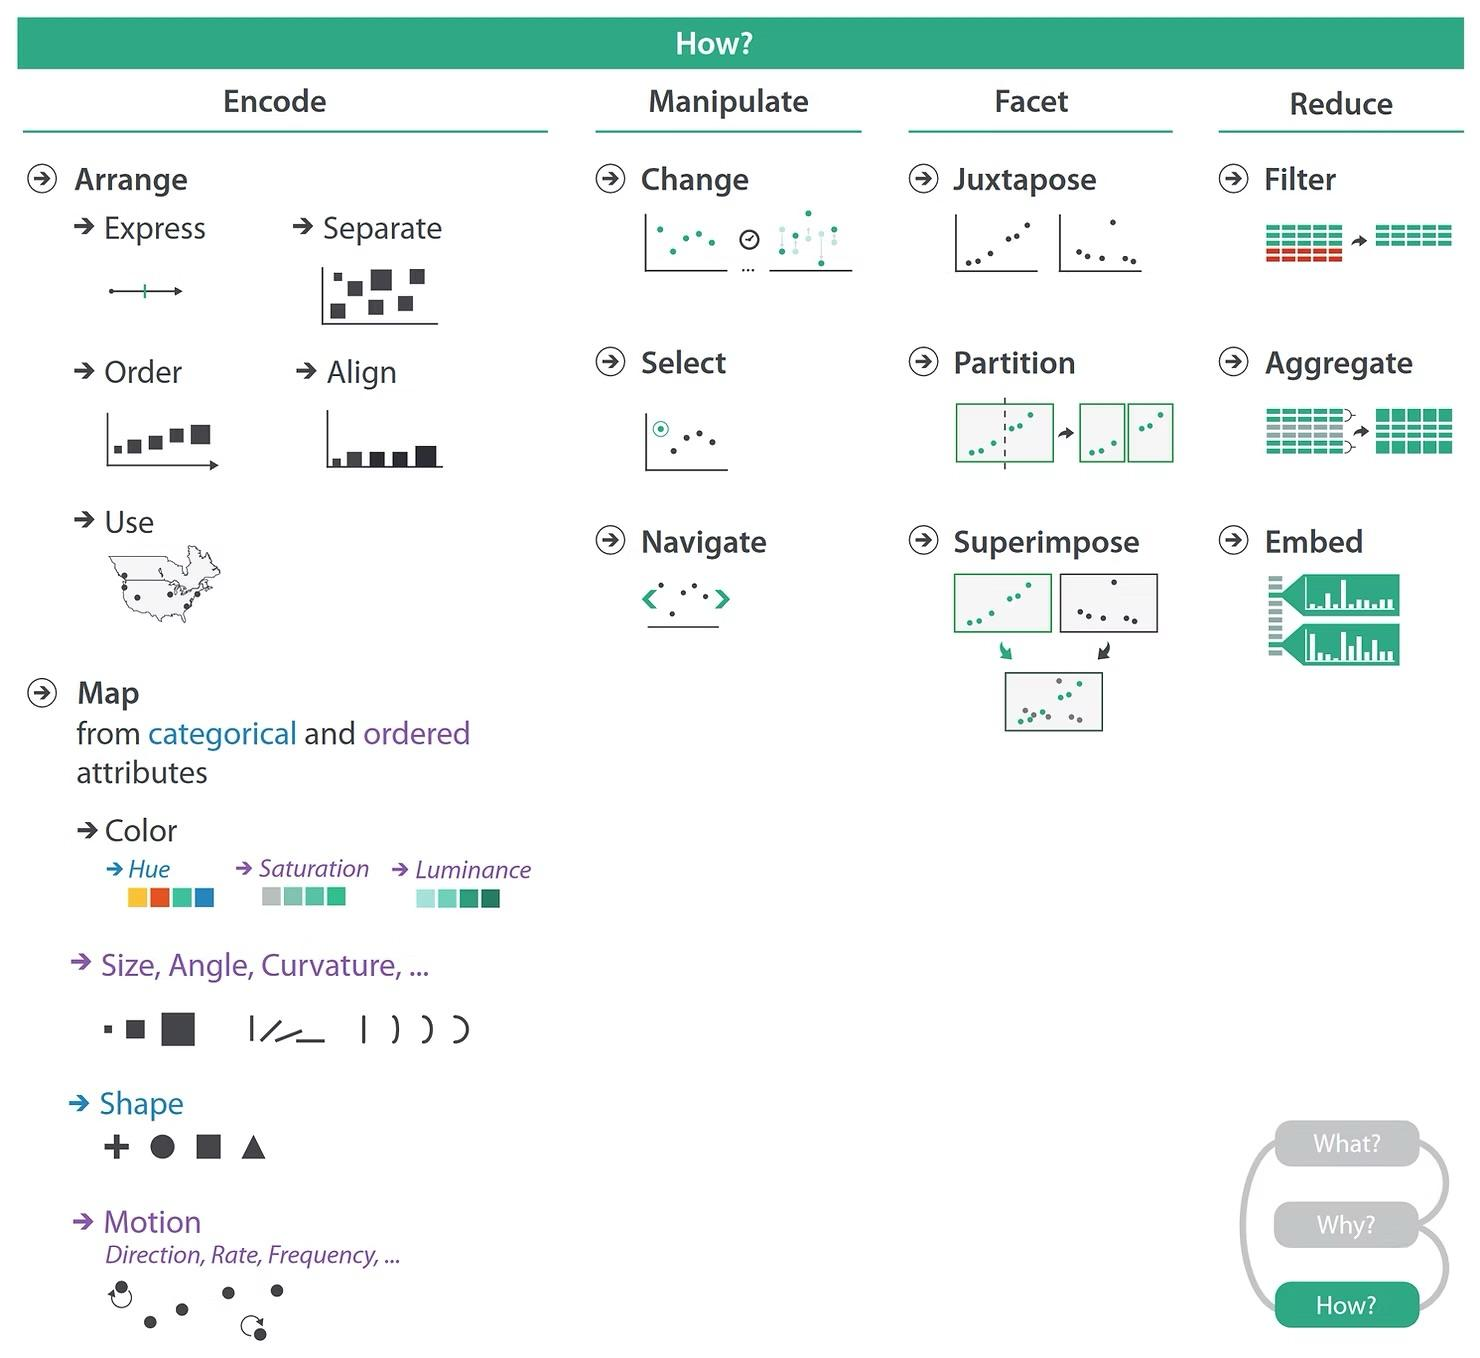 How?
Encode
Manipulate
Facet
Reduce
Arrange
Express
Separate
Order
Align
Use
Map
from categorical and ordered
attributes
Color
Hue
Saturation
Luminance
Size, Angle, Curvature, ...
Shape
Motion
Direction, Rate, Frequency, ...
Change
...
Select
Navigate
Juxtapose
Partition
Superimpose
Filter
Aggregate
Embed
What?
Why?
How?